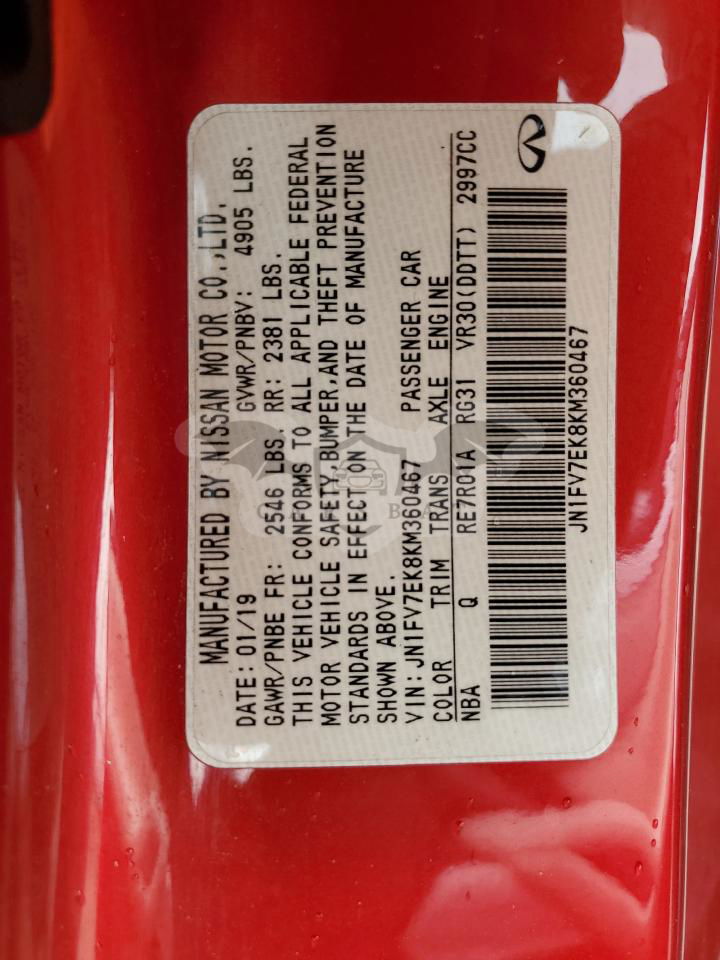 MANUFACTURED BY NISSAN MOTOR CO.,LTD.
DATE: 01/19 GVWR/PNBV: 4905 LBS.
GAWR/PNBE FR: 2546 LBS. RR: 2381 LBS.
THIS VEHICLE CONFORMS TO ALL APPLICABLE FEDERAL
MOTOR VEHICLE SAFETY,BUMPER,AND THEFT PREVENTION
STANDARDS IN EFFECT ON THE DATE OF MANUFACTURE
SHOWN ABOVE.
VIN:JN1FV7EK8KM360467 PASSENGER CAR
COLOR TRIM TRANS AXLE ENGINE
NBA Q RE7R01A RG31 VR30(DDTT) 2997CC
JN1FV7EK8KM360467